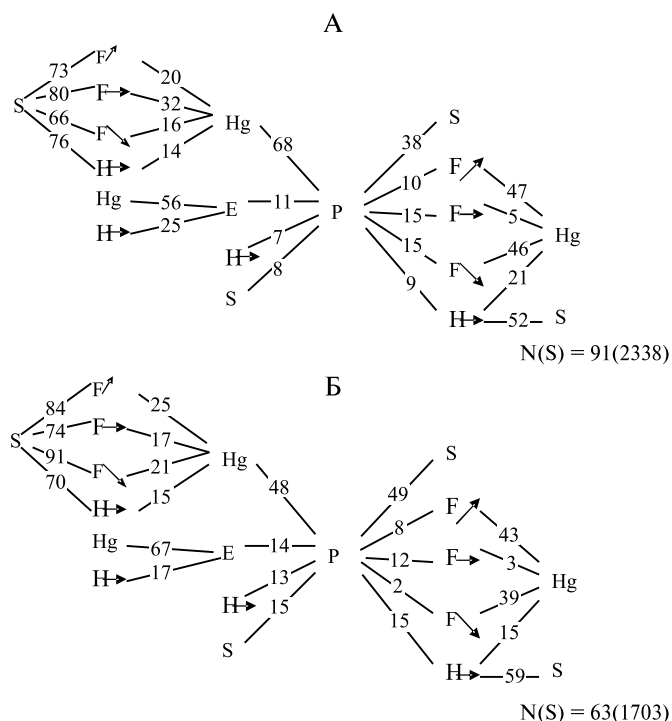 А
F
73
20
S
80
F
32
66
F
16
Hg
76
H
14
68
38
S
10
F
47
Hg
56
E
11
P
15
F
5
Hg
H
25
7
15
46
H
8
9
F
21
S
H
52
S
N(S) = 91(2338)
Б
F
84
25
S
74
F
17
91
F
21
Hg
70
H
15
48
49
S
8
F
43
Hg
67
E
14
P
12
F
3
Hg
H
17
13
2
39
H
15
15
F
15
S
H
59
S
N(S) = 63(1703)